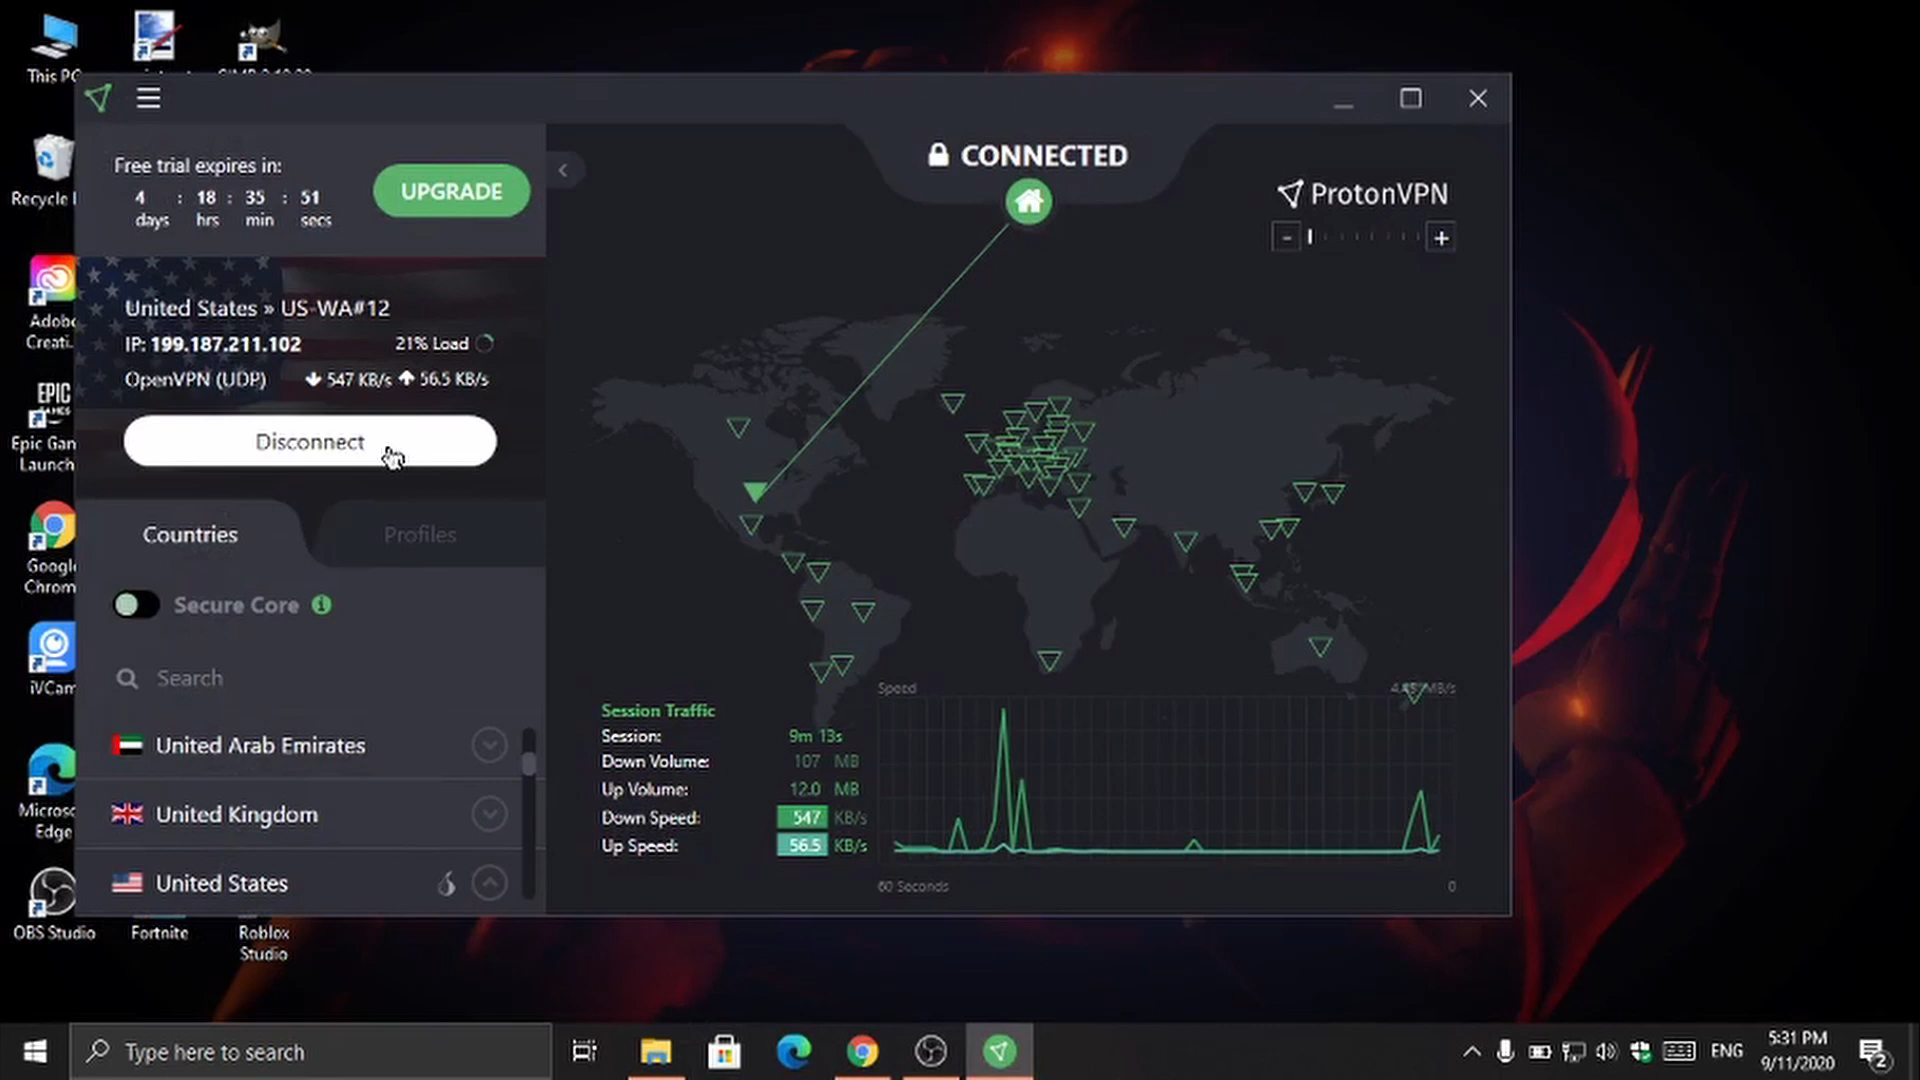 This PC
Recycle
Adobe
Creati...
EPIC
GAMES
Epic Gam
Launch
Google
Chrom
iVCam
Micros
Edge
OBS Studio
Fortnite
Roblox
Studio
Free trial expires in:
4 : 18 : 35 : 51
days hrs min secs
UPGRADE
United States » US-WA#12
IP: 199.187.211.102
21% Load
OpenVPN (UDP)
547 KB/s 56.5 KB/s
Disconnect
Countries
Profiles
Secure Core
Search
United Arab Emirates
United Kingdom
United States
CONNECTED
ProtonVPN
- +
Session Traffic
Session: 9m 13s
Down Volume: 107 MB
Up Volume: 12.0 MB
Down Speed: 547 KB/s
Up Speed: 56.5 KB/s
Speed
60 Seconds
0
Type here to search
ENG
5:31 PM
9/11/2020
2